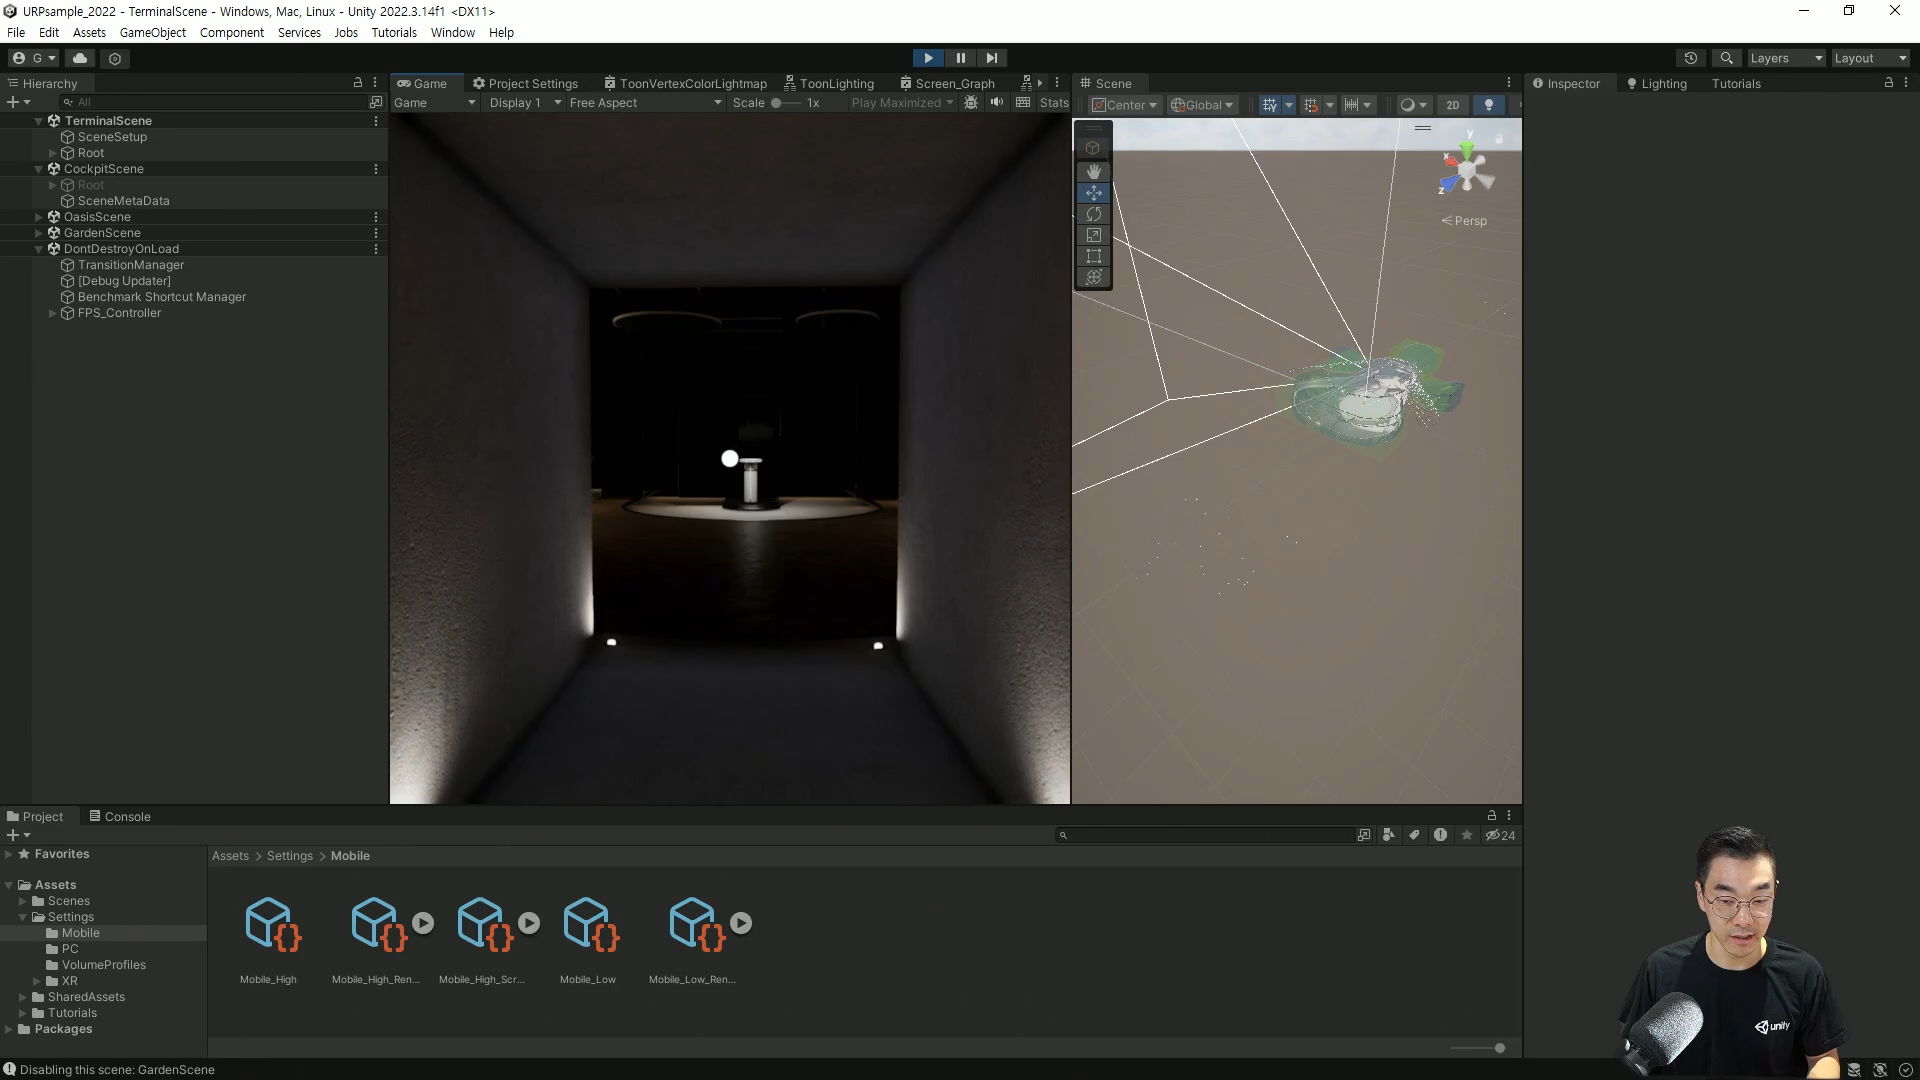 URPsample_2022 - TerminalScene - Windows, Mac, Linux - Unity 2022.3.14f1 <DX11>
File Edit Assets GameObject Component Services Jobs Tutorials Window Help
G Layers Layout
Hierarchy
All
TerminalScene
SceneSetup
Root
CockpitScene
Root
SceneMetaData
OasisScene
GardenScene
DontDestroyOnLoad
TransitionManager
[Debug Updater]
Benchmark Shortcut Manager
FPS_Controller
Game Project Settings ToonVertexColorLightmap ToonLighting Screen_Graph
Game Display 1 Free Aspect Scale 1x Play Maximized Stats
Scene
Center Global 2D
y
x
z
Persp
Inspector Lighting Tutorials
Project Console
24
Favorites
Assets
Scenes
Settings
Mobile
PC
VolumeProfiles
XR
SharedAssets
Tutorials
Packages
Assets > Settings > Mobile
Mobile_High Mobile_High_Ren... Mobile_High_Scr... Mobile_Low Mobile_Low_Ren...
unity
Disabling this scene: GardenScene